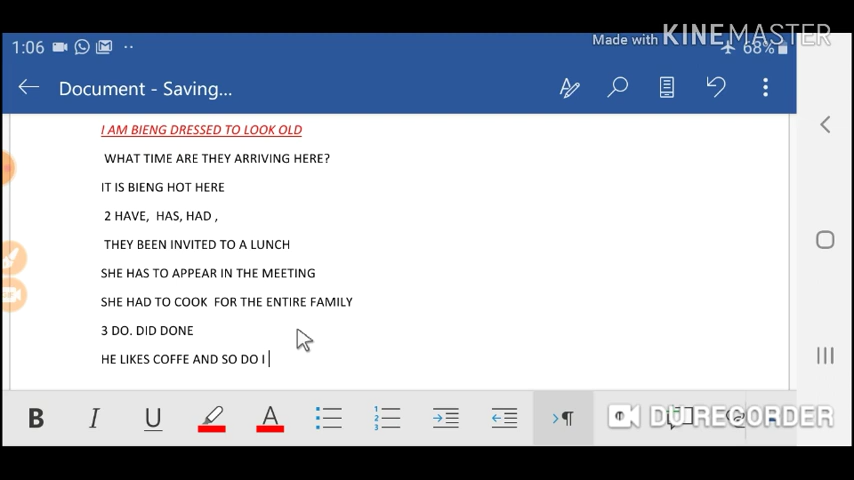 Made with KINEMASTER
1:06 68%
Document - Saving...
I AM BIENG DRESSED TO LOOK OLD
WHAT TIME ARE THEY ARRIVING HERE?
IT IS BIENG HOT HERE
2 HAVE, HAS, HAD ,
THEY BEEN INVITED TO A LUNCH
SHE HAS TO APPEAR IN THE MEETING
SHE HAD TO COOK FOR THE ENTIRE FAMILY
3 DO. DID DONE
HE LIKES COFFE AND SO DO I
B I U A 1 2 3 DU RECORDER